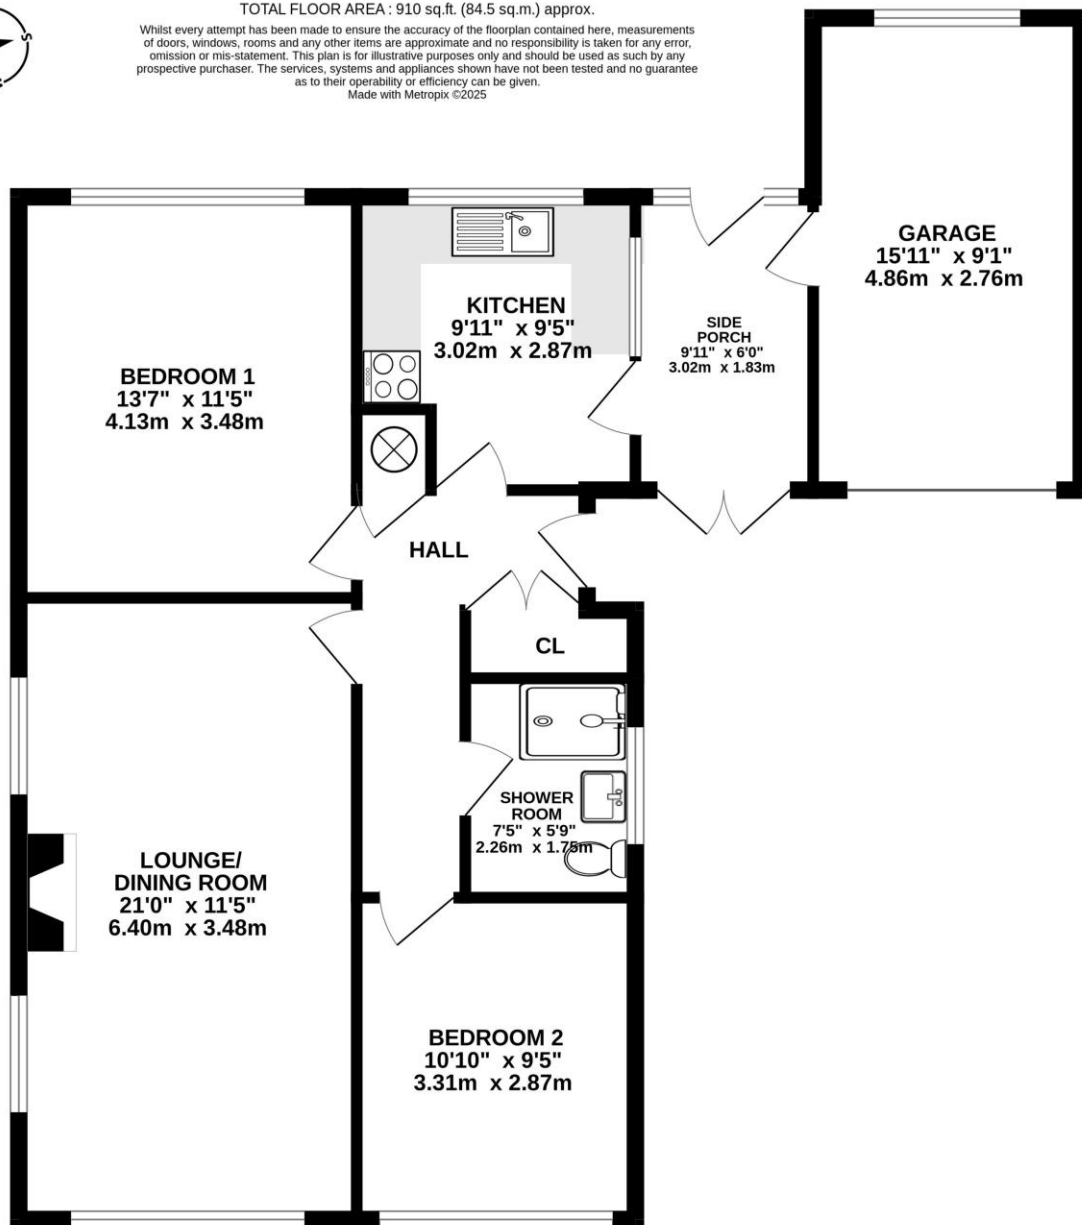 TOTAL FLOOR AREA : 910 sq.ft. (84.5 sq.m.) approx.
Whilst every attempt has been made to ensure the accuracy of the floorplan contained here, measurements
of doors, windows, rooms and any other items are approximate and no responsibility is taken for any error,
omission or mis-statement. This plan is for illustrative purposes only and should be used as such by any
prospective purchaser. The services, systems and appliances shown have not been tested and no guarantee
as to their operability or efficiency can be given.
Made with Metropix ©2025
S
GARAGE
15'11" x 9'1"
4.86m x 2.76m
KITCHEN
9'11" x 9'5"
3.02m x 2.87m
SIDE
PORCH
9'11" x 6'0"
3.02m x 1.83m
BEDROOM 1
13'7" x 11'5"
4.13m x 3.48m
HALL
CL
SHOWER
ROOM
7'5" x 5'9"
2.26m x 1.75m
LOUNGE/
DINING ROOM
21'0" x 11'5"
6.40m x 3.48m
BEDROOM 2
10'10" x 9'5"
3.31m x 2.87m